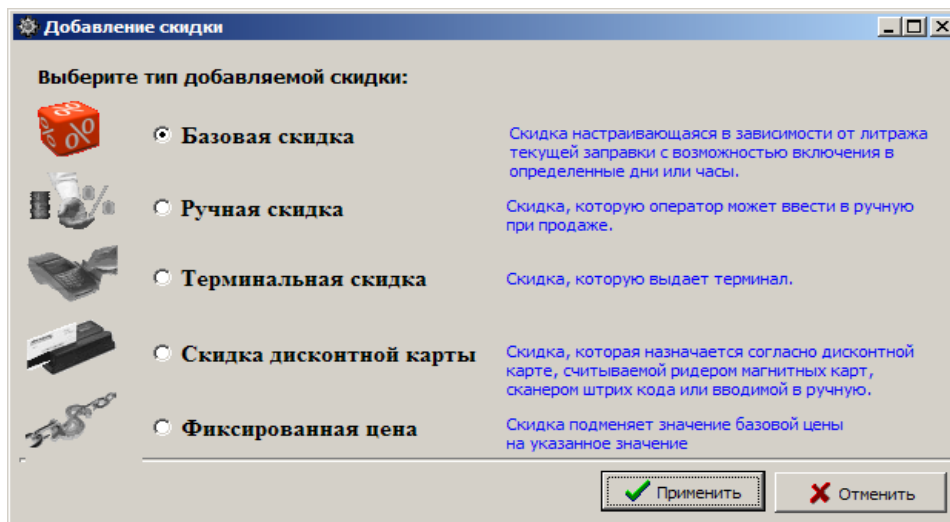 Добавление скидки
Выберите тип добавляемой скидки:
Базовая скидка
Скидка настраивающаяся в зависимости от литража
текущей заправки с возможностью включения в
определенные дни или часы.
Ручная скидка
Скидка, которую оператор может ввести в ручную
при продаже.
Терминальная скидка
Скидка, которую выдает терминал.
Скидка дисконтной карты
Скидка, которая назначается согласно дисконтной
карте, считываемой ридером магнитных карт,
сканером штрих кода или вводимой в ручную.
Фиксированная цена
Скидка подменяет значение базовой цены
на указанное значение
Применить
Отменить